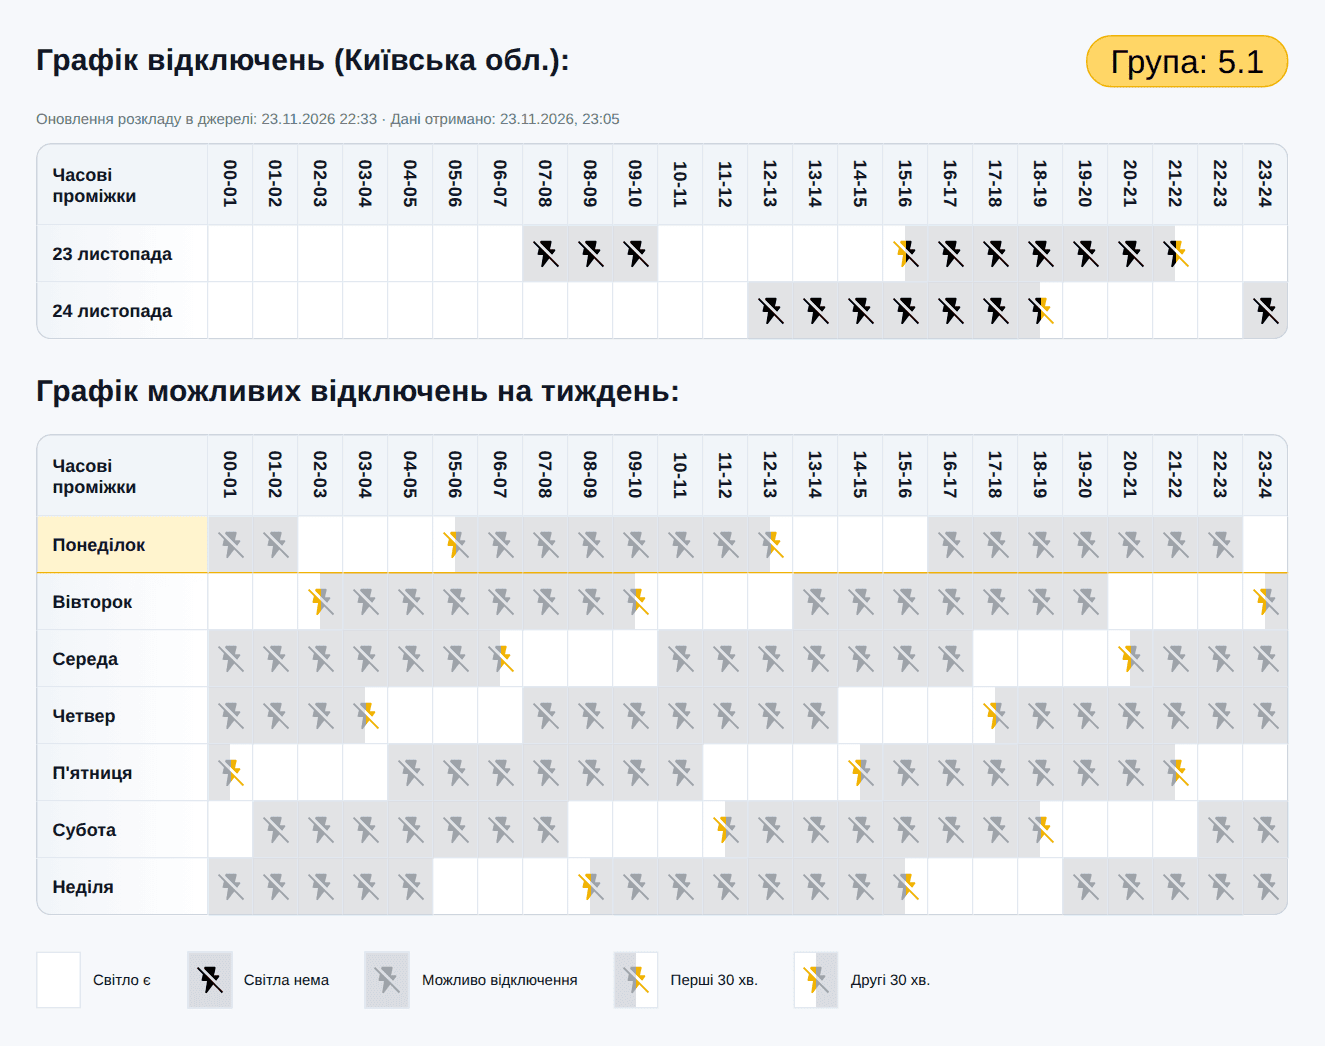 Графік відключень (Київська обл.):
Група: 5.1
Оновлення розкладу в джерелі: 23.11.2026 22:33 · Дані отримано: 23.11.2026, 23:05
Часові проміжки 00-01 01-02 02-03 03-04 04-05 05-06 06-07 07-08 08-09 09-10 10-11 11-12 12-13 13-14 14-15 15-16 16-17 17-18 18-19 19-20 20-21 21-22 22-23 23-24
23 листопада
24 листопада
Графік можливих відключень на тиждень:
Часові проміжки 00-01 01-02 02-03 03-04 04-05 05-06 06-07 07-08 08-09 09-10 10-11 11-12 12-13 13-14 14-15 15-16 16-17 17-18 18-19 19-20 20-21 21-22 22-23 23-24
Понеділок
Вівторок
Середа
Четвер
П'ятниця
Субота
Неділя
Світло є Світла нема Можливо відключення Перші 30 хв. Другі 30 хв.